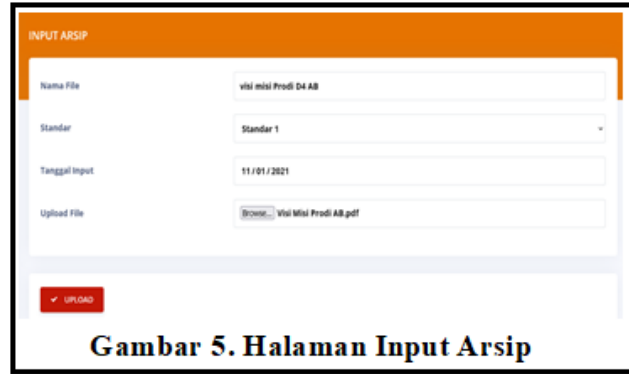 INPUT ARSIP
Nama File visi misi Prodi D4 AB
Standar Standar 1
Tanggal Input 11/01/2021
Upload File Browse... Visi Misi Prodi AB.pdf
✔ UPLOAD
Gambar 5. Halaman Input Arsip